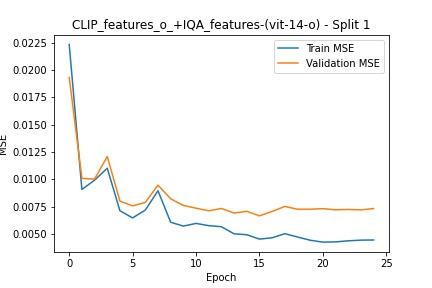 CLIP_features_o_+IQA_features-(vit-14-o) - Split 1
Train MSE
Validation MSE
0.0225
0.0200
0.0175
0.0150
0.0125
0.0100
0.0075
0.0050
MSE
0 5 10 15 20 25
Epoch